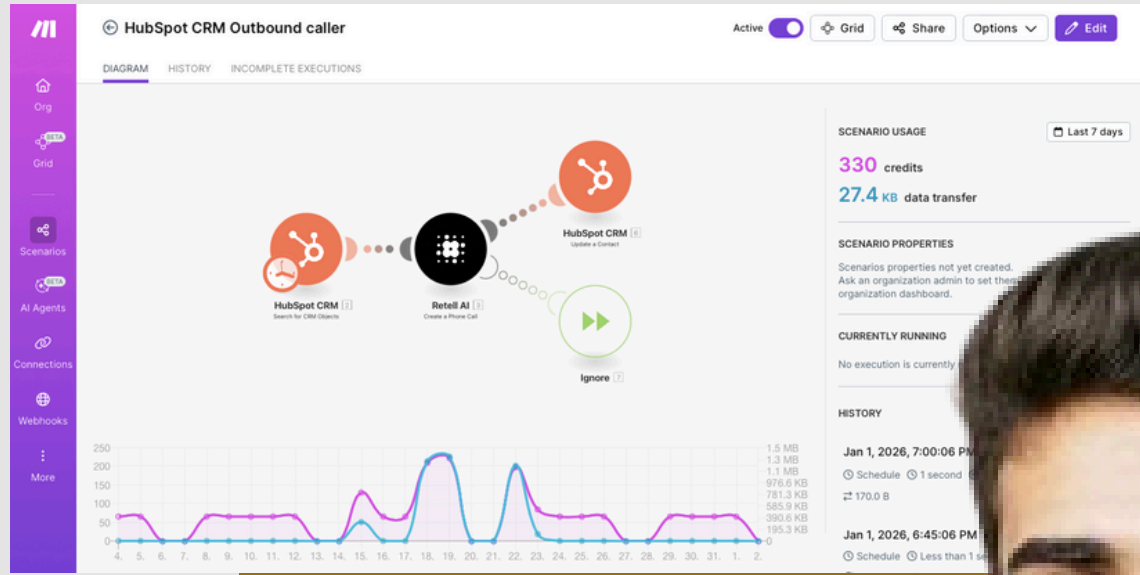 HubSpot CRM Outbound caller
Active
Grid
Share
Options
Edit
DIAGRAM
HISTORY
INCOMPLETE EXECUTIONS
Org
BETA
Grid
Scenarios
BETA
AI Agents
Connections
Webhooks
More
HubSpot CRM 2
Search for CRM Objects
Retell AI 3
Create a Phone Call
HubSpot CRM 6
Update a Contact
Ignore 7
SCENARIO USAGE
Last 7 days
330 credits
27.4 KB data transfer
SCENARIO PROPERTIES
Scenarios properties not yet created.
Ask an organization admin to set them
organization dashboard.
CURRENTLY RUNNING
No execution is currently
HISTORY
Jan 1, 2026, 7:00:06 PM
Schedule 1 second
170.0 B
Jan 1, 2026, 6:45:06 PM
Schedule Less than 1
250
200
150
100
50
0
1.5 MB
1.3 MB
1.1 MB
976.6 KB
781.3 KB
585.9 KB
390.6 KB
195.3 KB
0
4. 5. 6. 7. 8. 9. 10. 11. 12. 13. 14. 15. 16. 17. 18. 19. 20. 21. 22. 23. 24. 25. 26. 27. 28. 29. 30. 31. 1. 2.